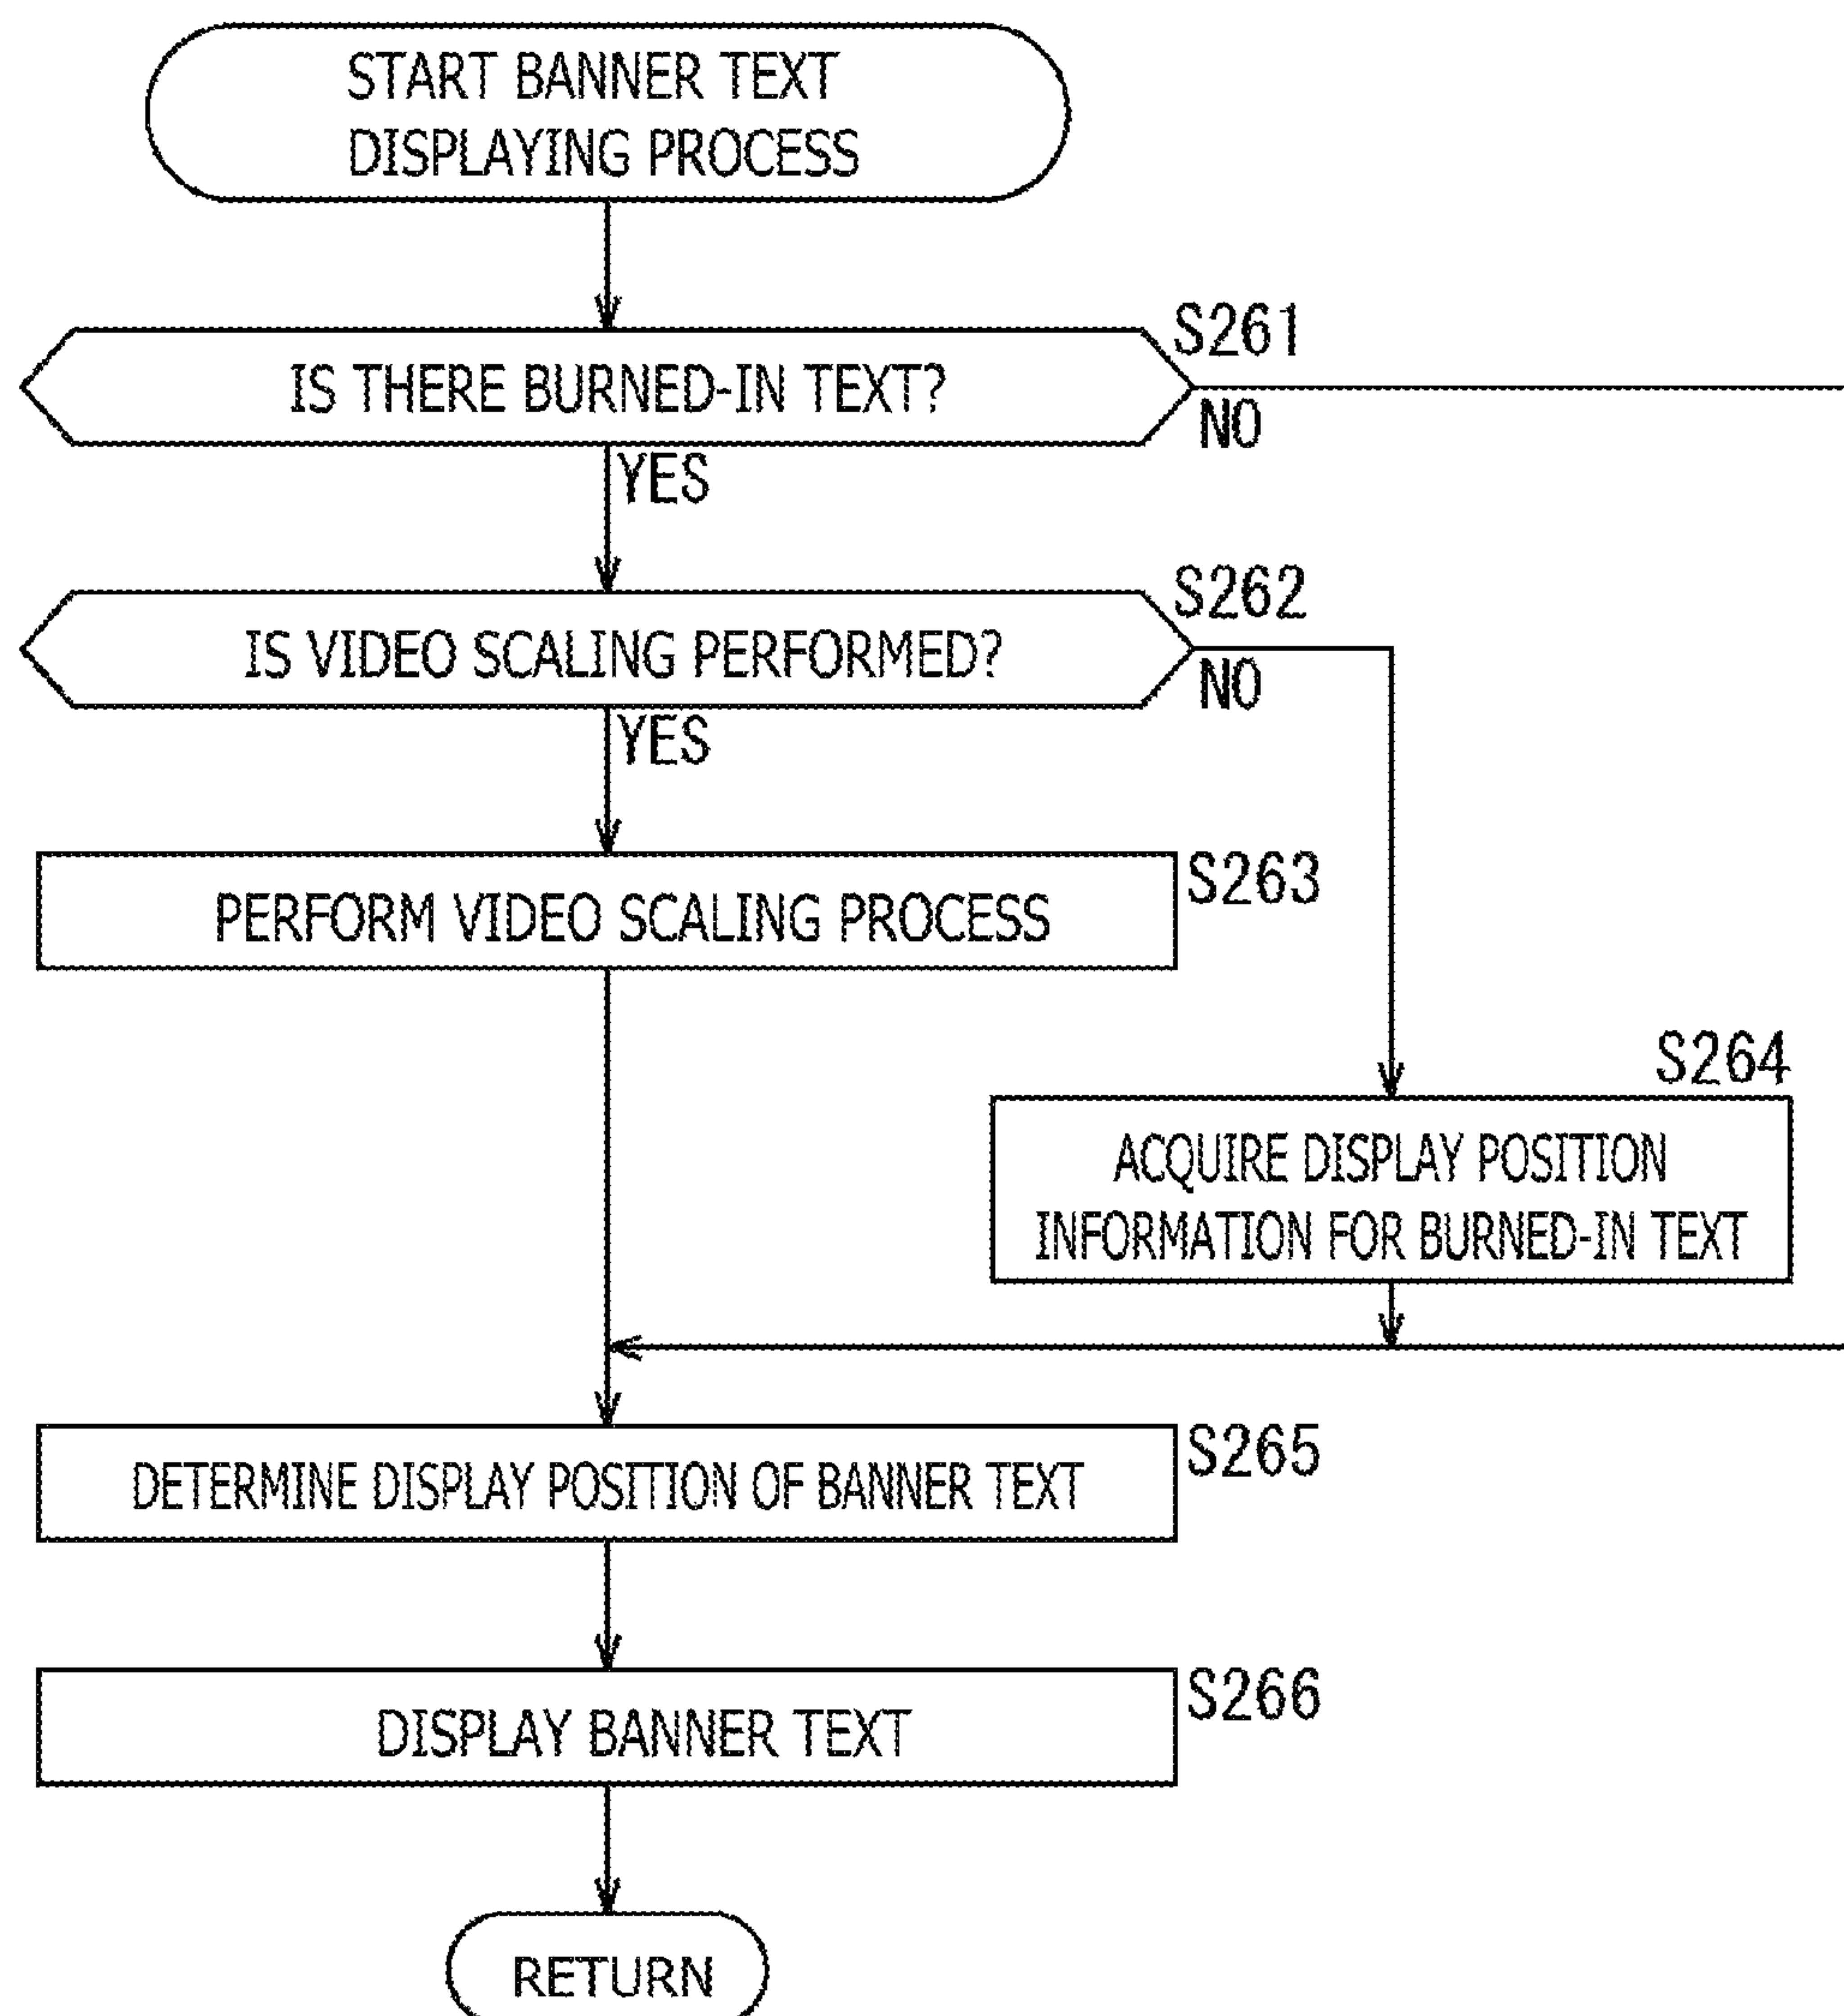 START BANNER TEXT
DISPLAYING PROCESS
S261
IS THERE BURNED-IN TEXT?
NO
YES
S262
IS VIDEO SCALING PERFORMED?
NO
YES
S263
PERFORM VIDEO SCALING PROCESS
S264
ACQUIRE DISPLAY POSITION
INFORMATION FOR BURNED-IN TEXT
S265
DETERMINE DISPLAY POSITION OF BANNER TEXT
S266
DISPLAY BANNER TEXT
RETURN